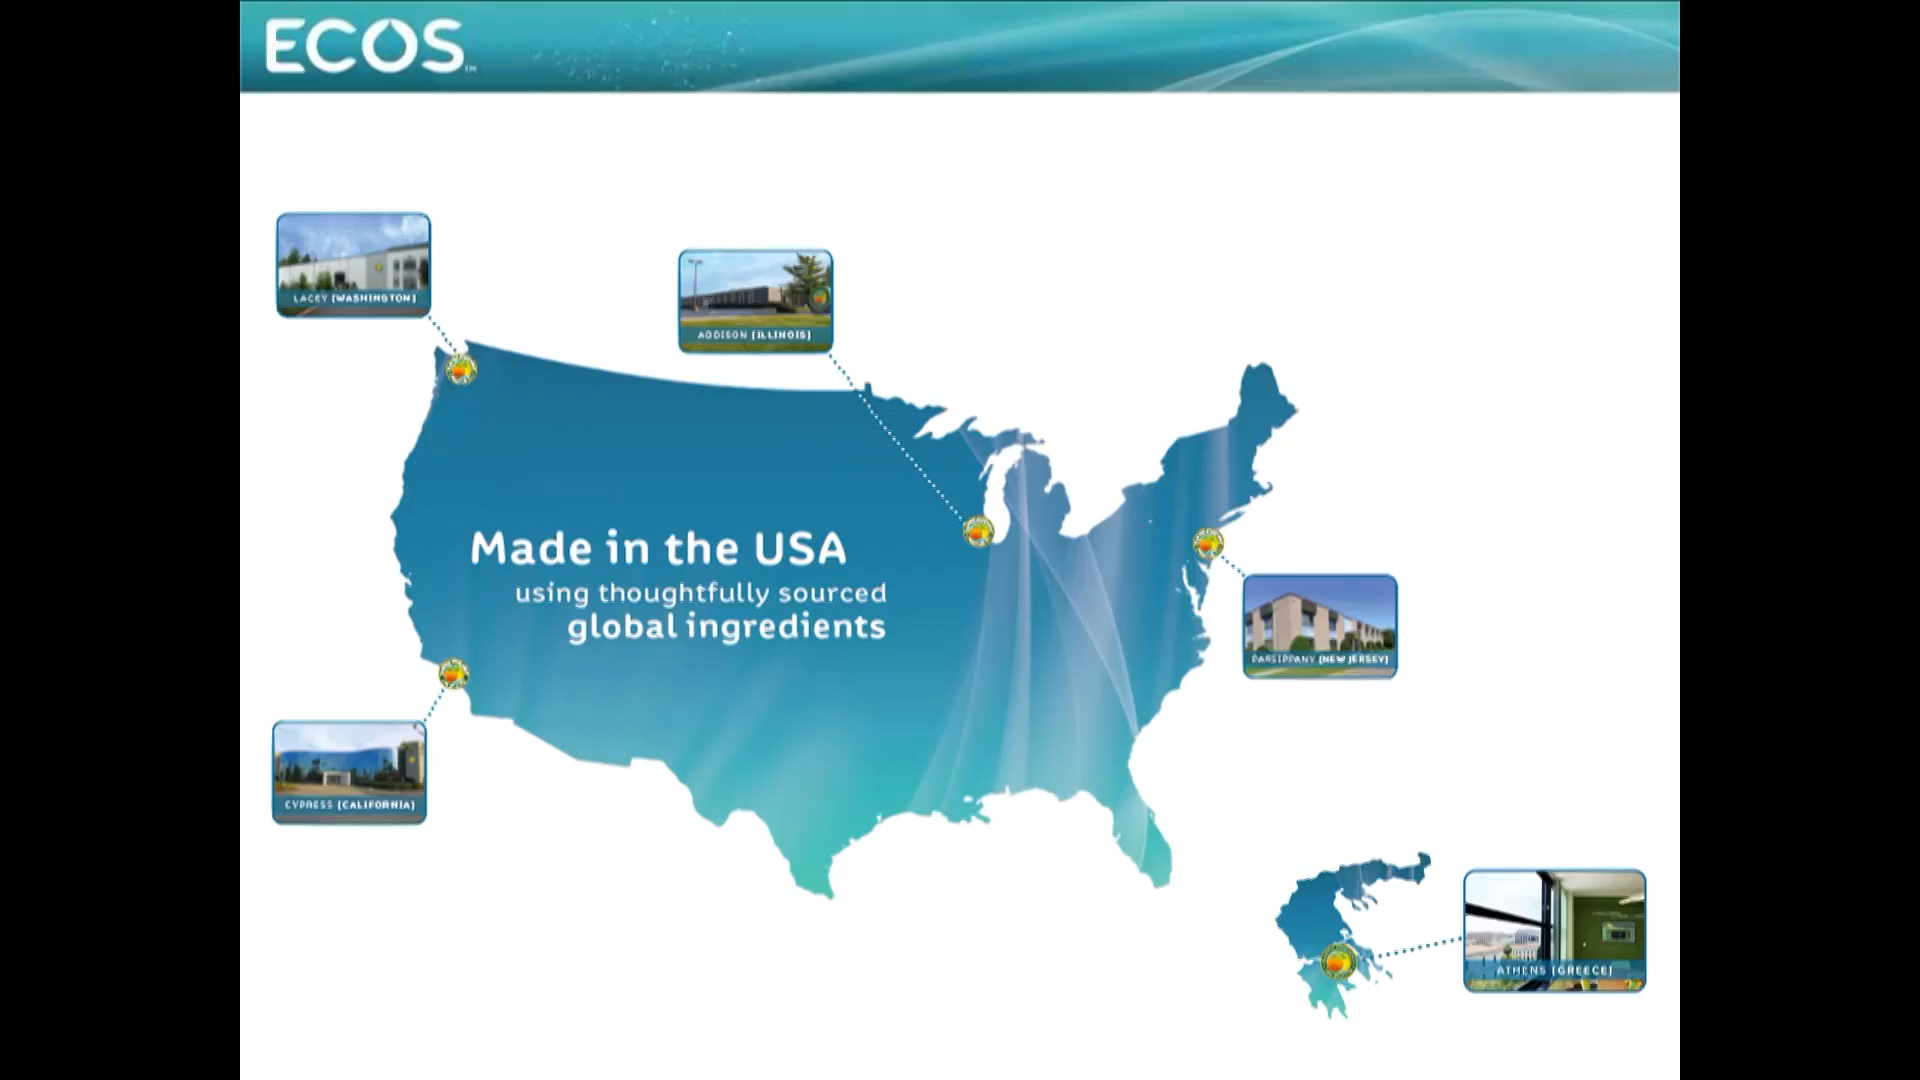 ECOS™
LACEY [WASHINGTON]
ADDISON [ILLINOIS]
Made in the USA
using thoughtfully sourced
global ingredients
PARSIPPANY [NEW JERSEY]
CYPRESS [CALIFORNIA]
ATHENS [GREECE]